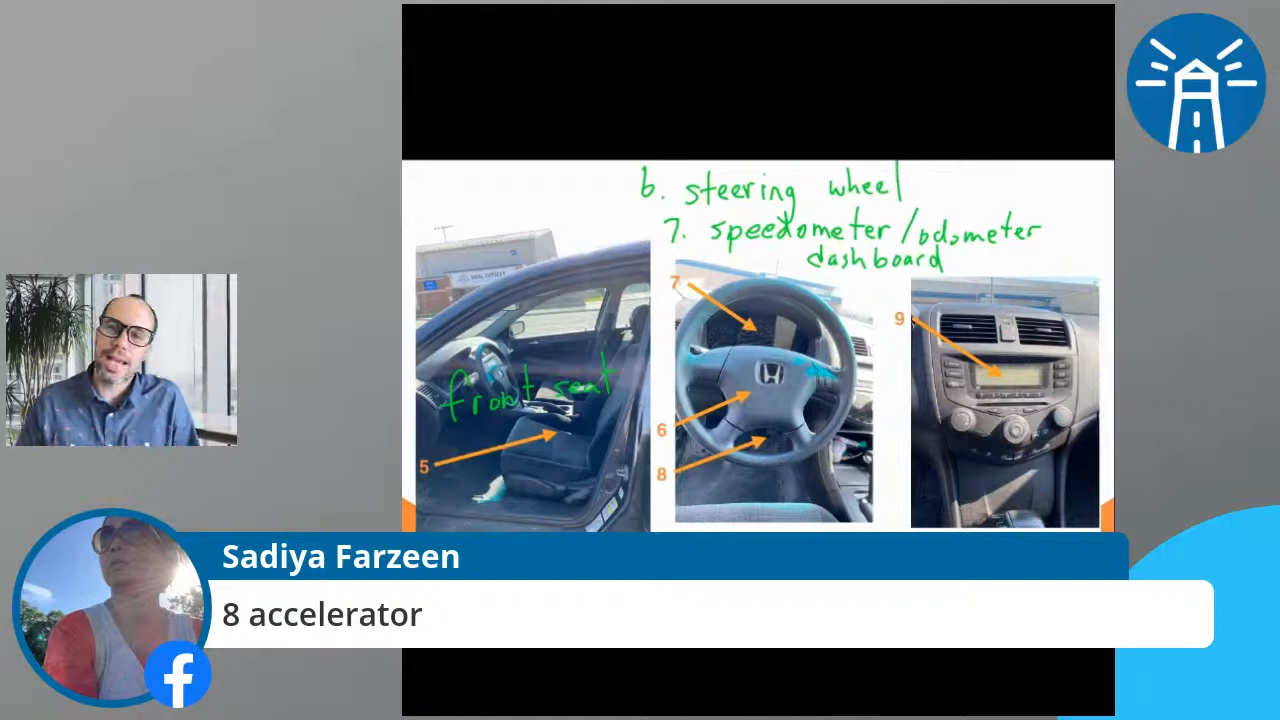 6. steering wheel
7. speedometer/odometer
dashboard
7
9
front seat
6
5
8
Sadiya Farzeen
8 accelerator